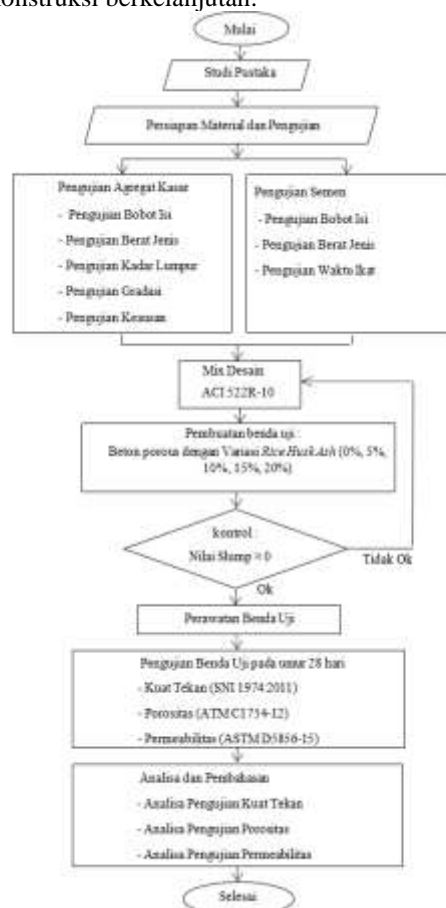 konstruksi berkelanjutan.
Mulai
Studi Pustaka
Persiapan Material dan Pengujian
Pengujian Agregat Kasar
- Pengujian Bobot Isi
- Pengujian Berat Jenis
- Pengujian Kadar Lumpur
- Pengujian Gradasi
- Pengujian Keausan
Pengujian Semen
- Pengujian Bobot Isi
- Pengujian Berat Jenis
- Pengujian Waktu Ikat
Mix Desain
ACI 522R-10
Pembuatan benda uji :
Beton porous dengan Variasi Rice Husk Ash (0%, 5%,
10%, 15%, 20%)
kontrol :
Nilai Slump = 0
Tidak Ok
Ok
Perawatan Benda Uji
Pengujian Benda Uji pada umur 28 hari
- Kuat Tekan (SNI 1974:2011)
- Porositas (ATM C1754-12)
- Permeabilitas (ASTM D5856-15)
Analisa dan Pembahasan
- Analisa Pengujian Kuat Tekan
- Analisa Pengujian Porositas
- Analisa Pengujian Permeabilitas
Selesai